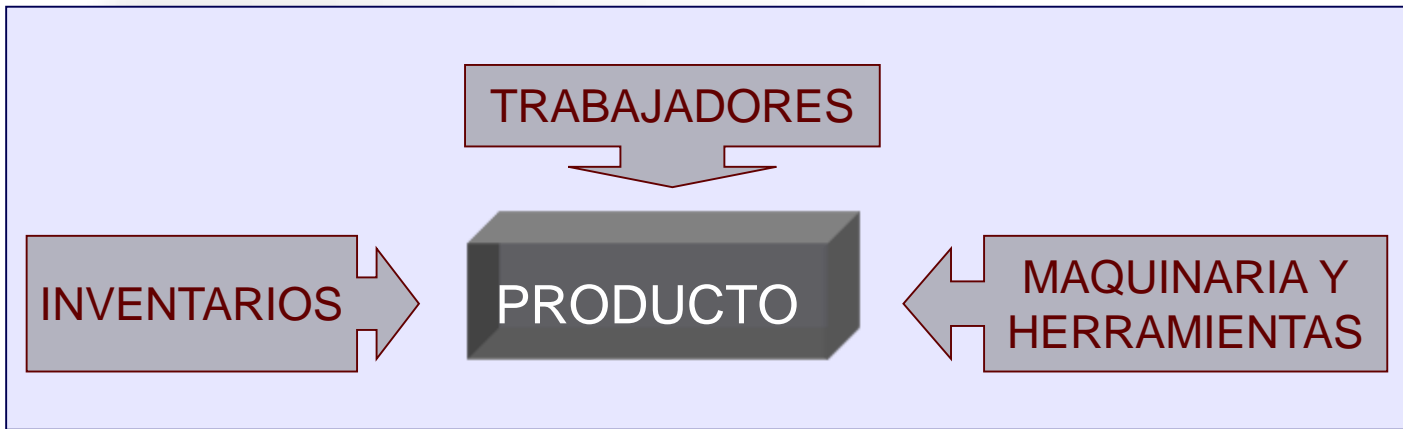 TRABAJADORES
INVENTARIOS
PRODUCTO
MAQUINARIA Y
HERRAMIENTAS